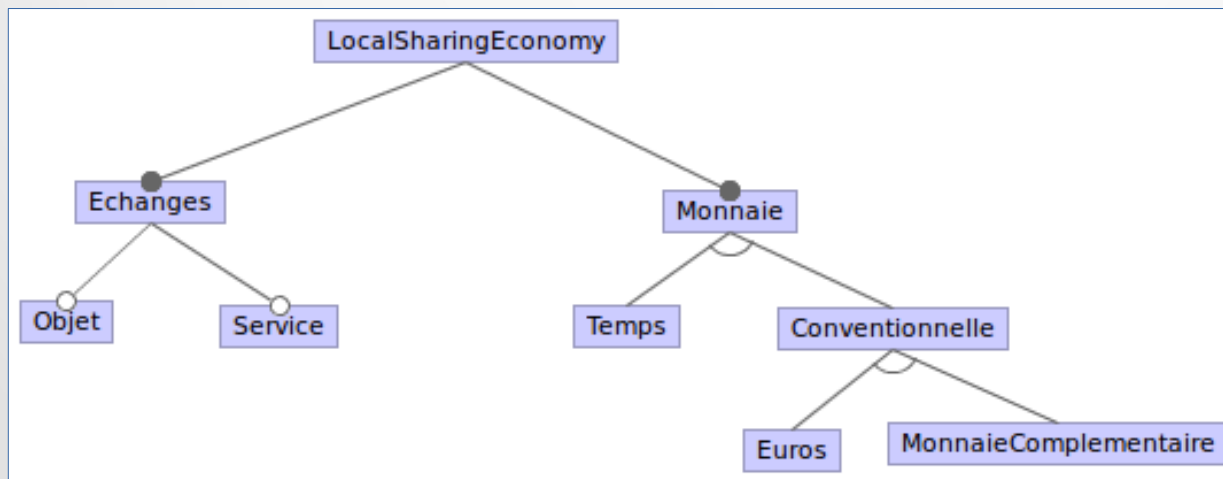 LocalSharingEconomy
Echanges
Monnaie
Objet
Service
Temps
Conventionnelle
Euros
MonnaieComplementaire